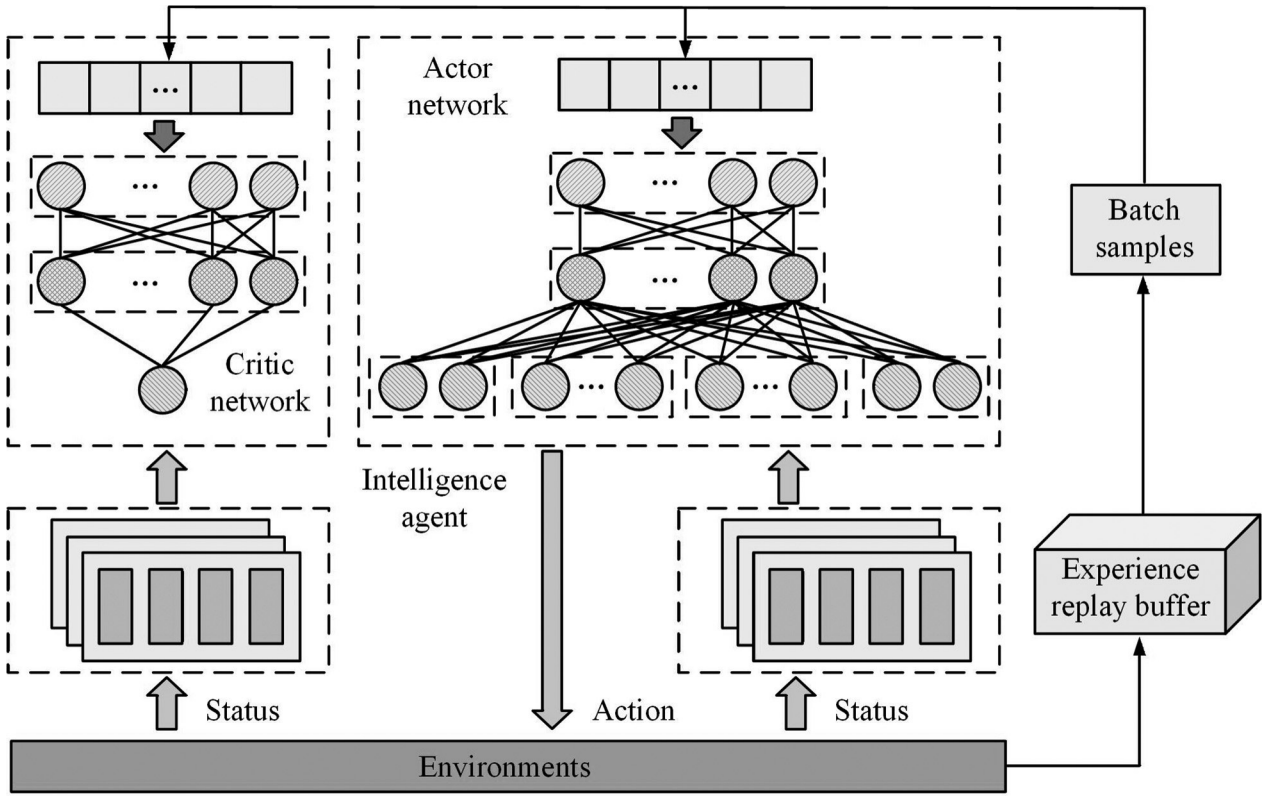 Actor
network
...
...
...
...
...
...
Batch
samples
Critic
network
...
...
Intelligence
agent
Experience
replay buffer
Status
Action
Status
Environments